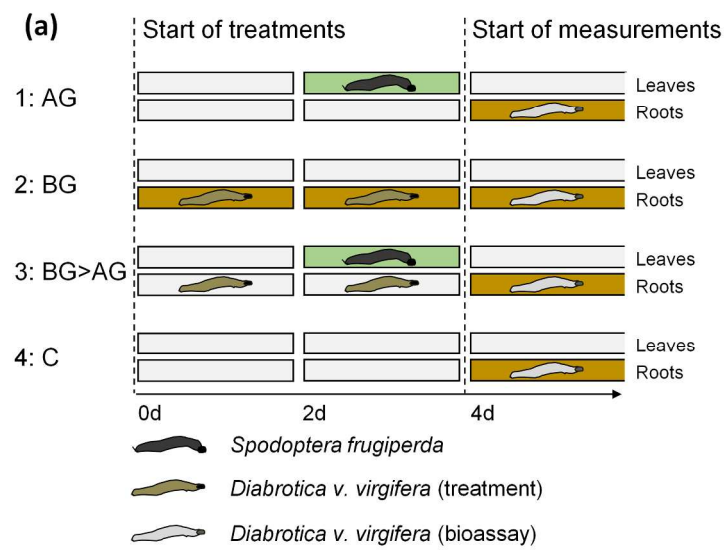 (a)
Start of treatments
Start of measurements
1: AG
Leaves
Roots
2: BG
Leaves
Roots
3: BG>AG
Leaves
Roots
4: C
Leaves
Roots
0d
2d
4d
Spodoptera frugiperda
Diabrotica v. virgifera (treatment)
Diabrotica v. virgifera (bioassay)